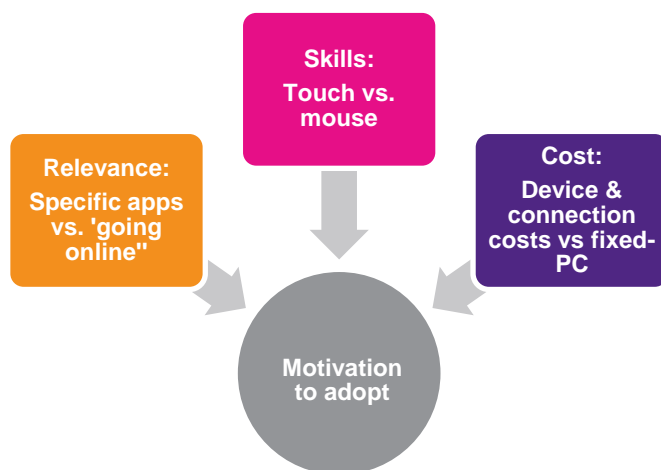 Skills:
Touch vs.
mouse
Relevance:
Specific apps
vs. 'going
online"
Cost:
Device &
connection
costs vs fixed-
PC
Motivation
to adopt